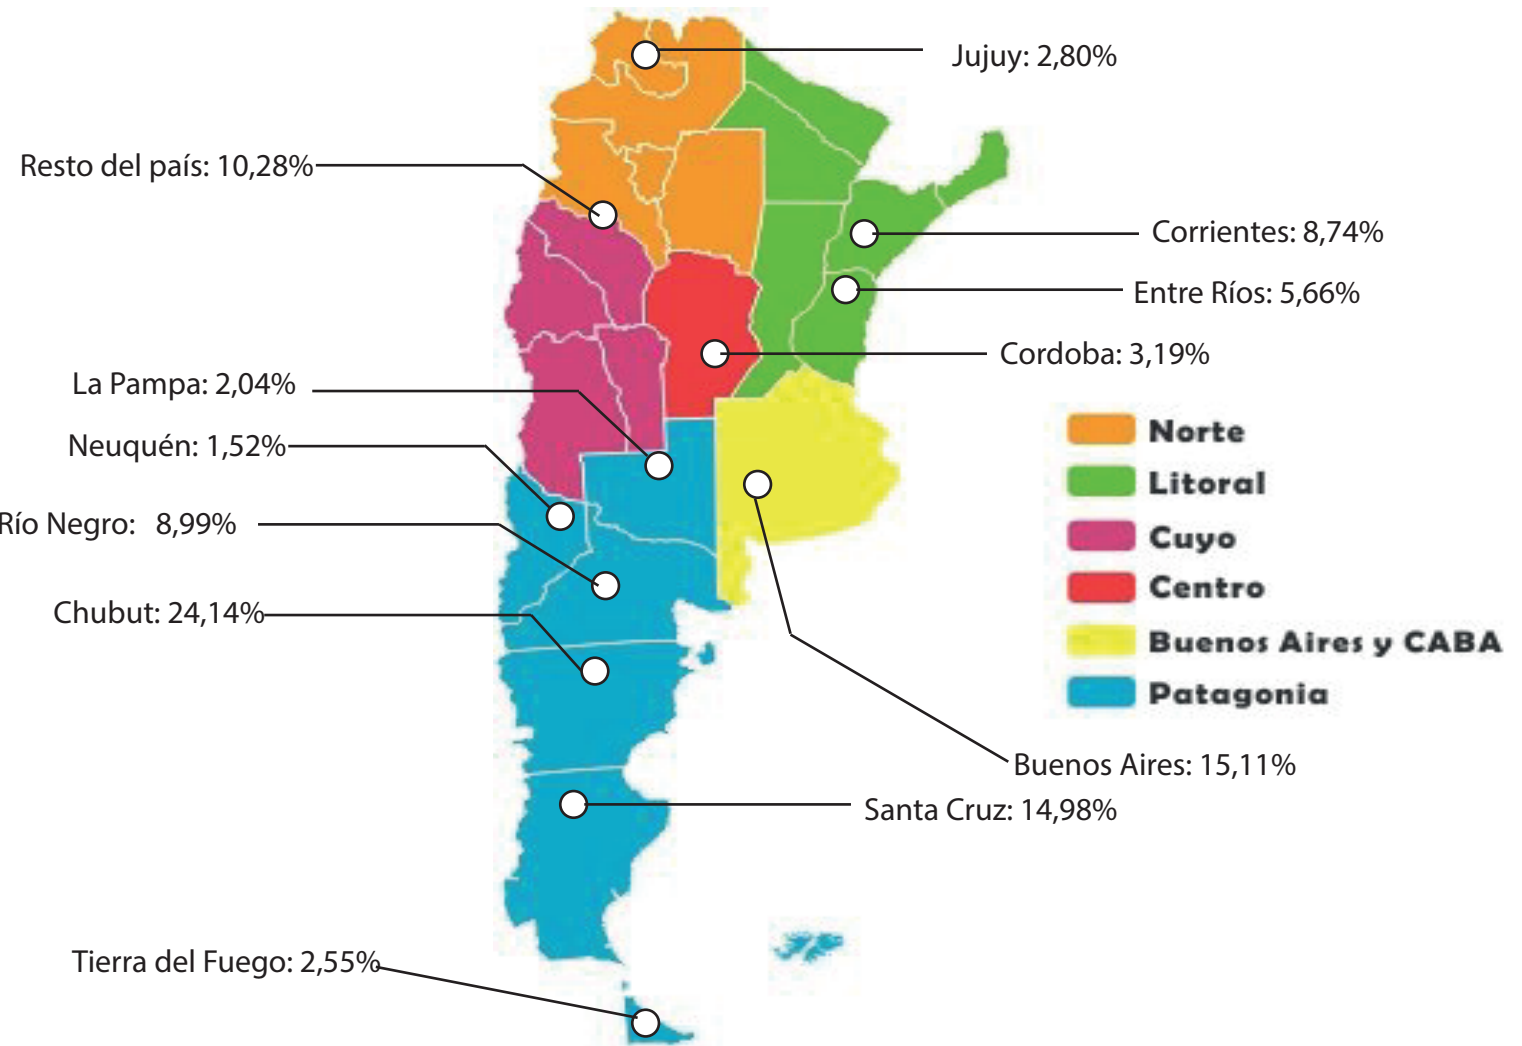 Jujuy: 2,80%
Resto del país: 10,28%
Corrientes: 8,74%
Entre Ríos: 5,66%
Cordoba: 3,19%
La Pampa: 2,04%
Neuquén: 1,52%
Río Negro: 8,99%
Chubut: 24,14%
Norte
Litoral
Cuyo
Centro
Buenos Aires y CABA
Patagonia
Buenos Aires: 15,11%
Santa Cruz: 14,98%
Tierra del Fuego: 2,55%